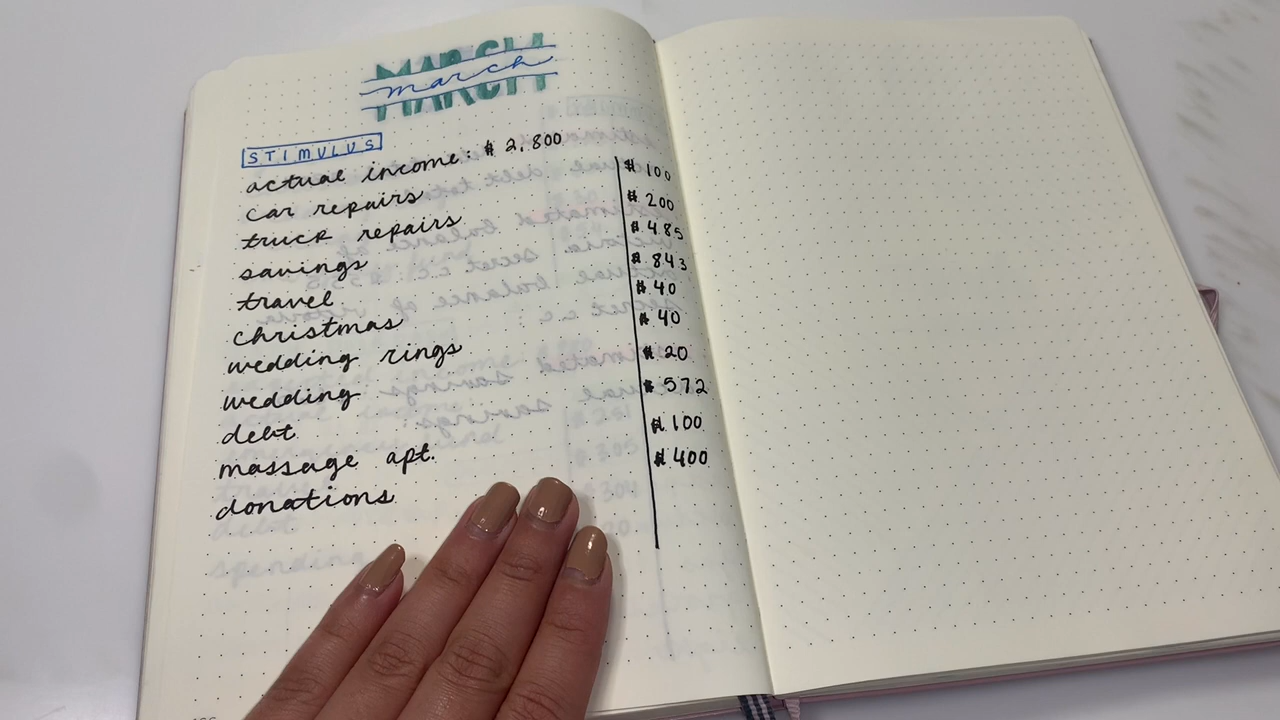 MARCH
march
STIMULUS
actual income: $2,800
car repairs $100
truck repairs $200
savings $485
travel $843
christmas $40
wedding rings $40
wedding $20
debt $572
massage apt. $100
donations $400